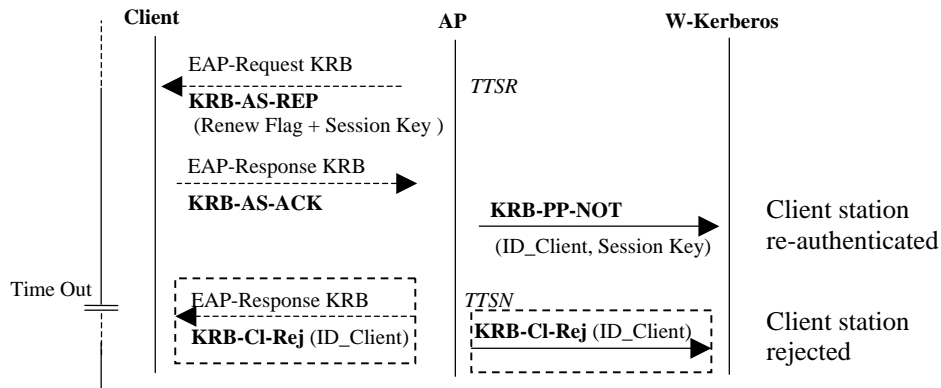 Client AP W-Kerberos
EAP-Request KRB
TTSR
KRB-AS-REP
(Renew Flag + Session Key )
EAP-Response KRB
KRB-AS-ACK
KRB-PP-NOT
(ID_Client, Session Key)
Client station
re-authenticated
Time Out
EAP-Response KRB
TTSN
KRB-Cl-Rej (ID_Client)
KRB-Cl-Rej (ID_Client)
Client station
rejected